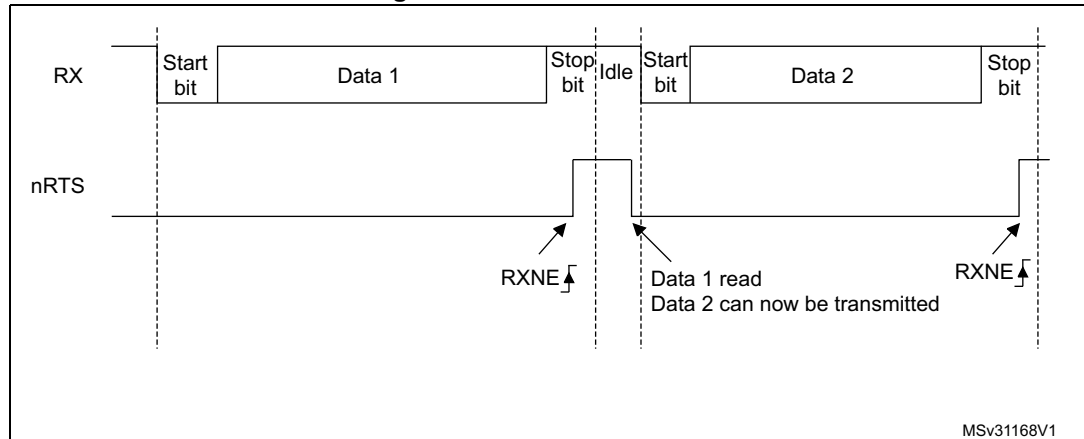 RX
Start
bit
Data 1
Stop
bit
Idle
Start
bit
Data 2
Stop
bit
nRTS
RXNE
Data 1 read
Data 2 can now be transmitted
RXNE
MSv31168V1